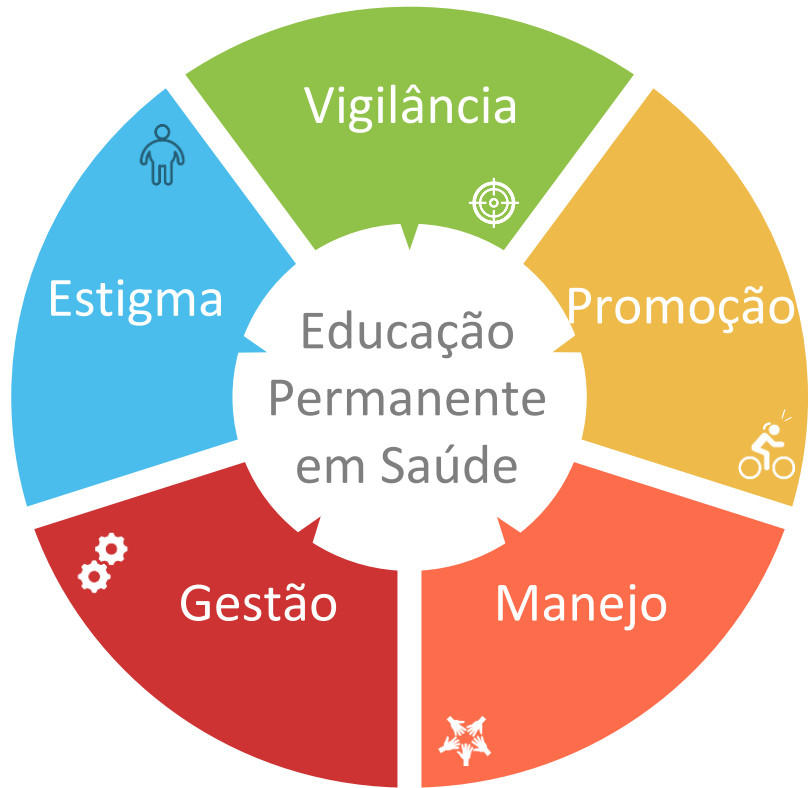 Vigilância
Estigma
Promoção
Educação
Permanente
em Saúde
Gestão
Manejo